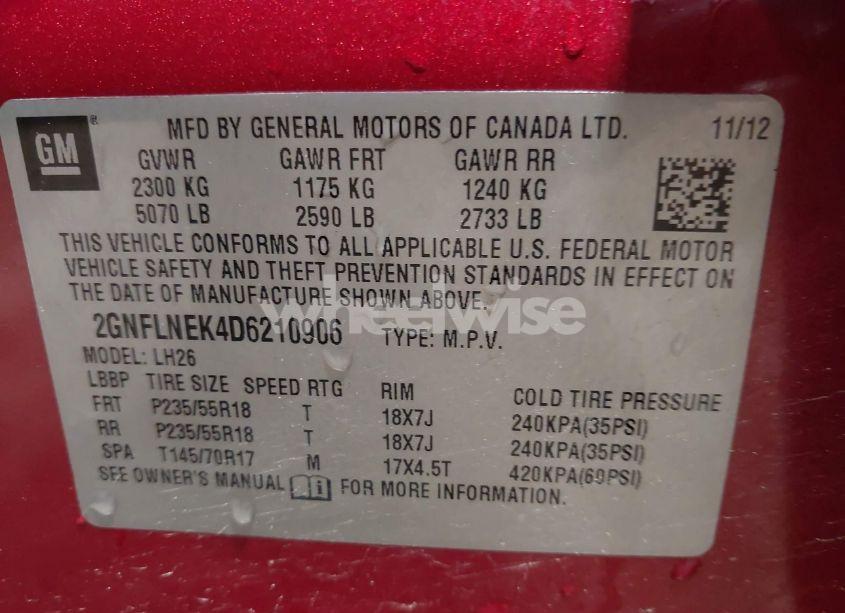 GM ®
MFD BY GENERAL MOTORS OF CANADA LTD. 11/12
GVWR GAWR FRT GAWR RR
2300 KG 1175 KG 1240 KG
5070 LB 2590 LB 2733 LB
THIS VEHICLE CONFORMS TO ALL APPLICABLE U.S. FEDERAL MOTOR
VEHICLE SAFETY AND THEFT PREVENTION STANDARDS IN EFFECT ON
THE DATE OF MANUFACTURE SHOWN ABOVE.
wheelwise
2GNFLNEK4D6210906 TYPE: M.P.V.
MODEL: LH26
LBBP TIRE SIZE SPEED RTG RIM COLD TIRE PRESSURE
FRT P235/55R18 T 18X7J 240KPA(35PSI)
RR P235/55R18 T 18X7J 240KPA(35PSI)
SPA T145/70R17 M 17X4.5T 420KPA(60PSI)
SEE OWNER'S MANUAL i FOR MORE INFORMATION.